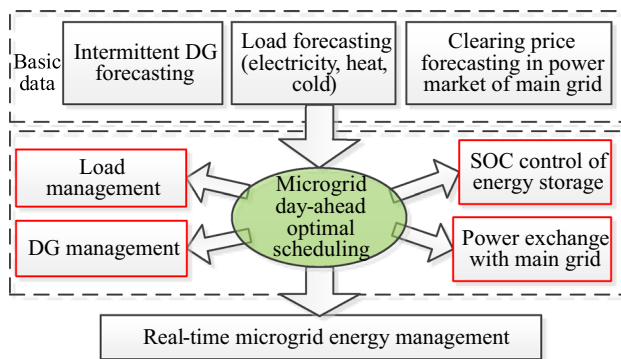 Basic
data
Intermittent DG
forecasting
Load forecasting
(electricity, heat,
cold)
Clearing price
forecasting in power
market of main grid
Load
management
DG management
Microgrid
day-ahead
optimal
scheduling
SOC control of
energy storage
Power exchange
with main grid
Real-time microgrid energy management